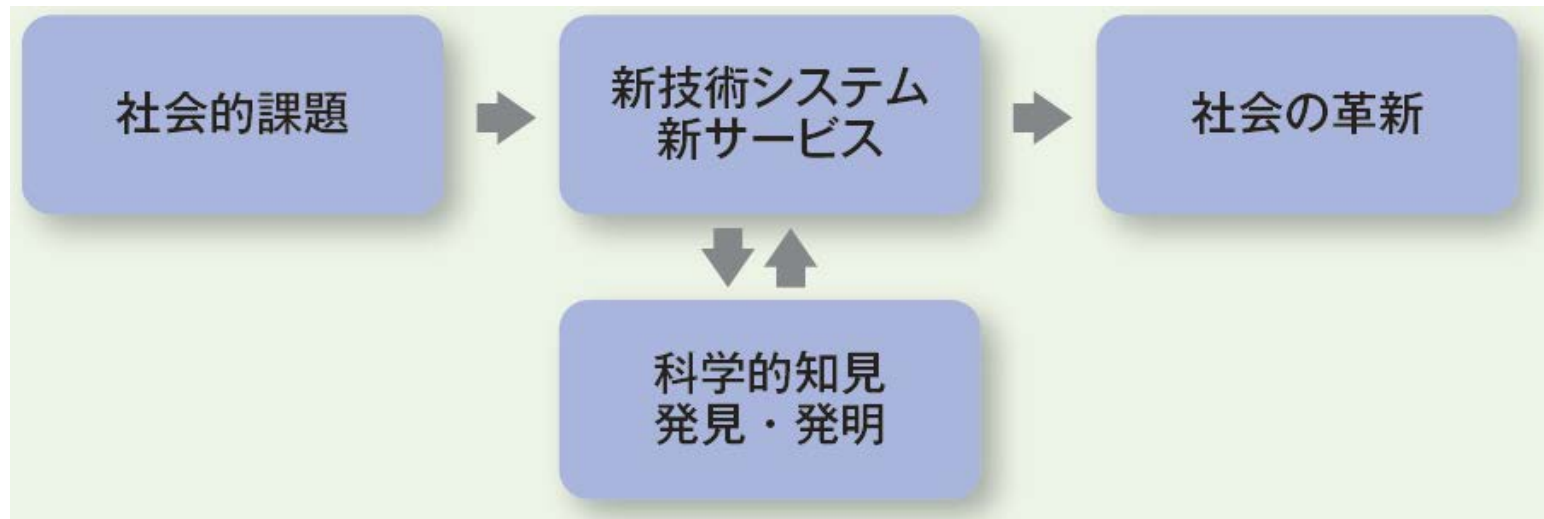 社会的課題
新技術システム
新サービス
社会の革新
科学的知見
発見・発明